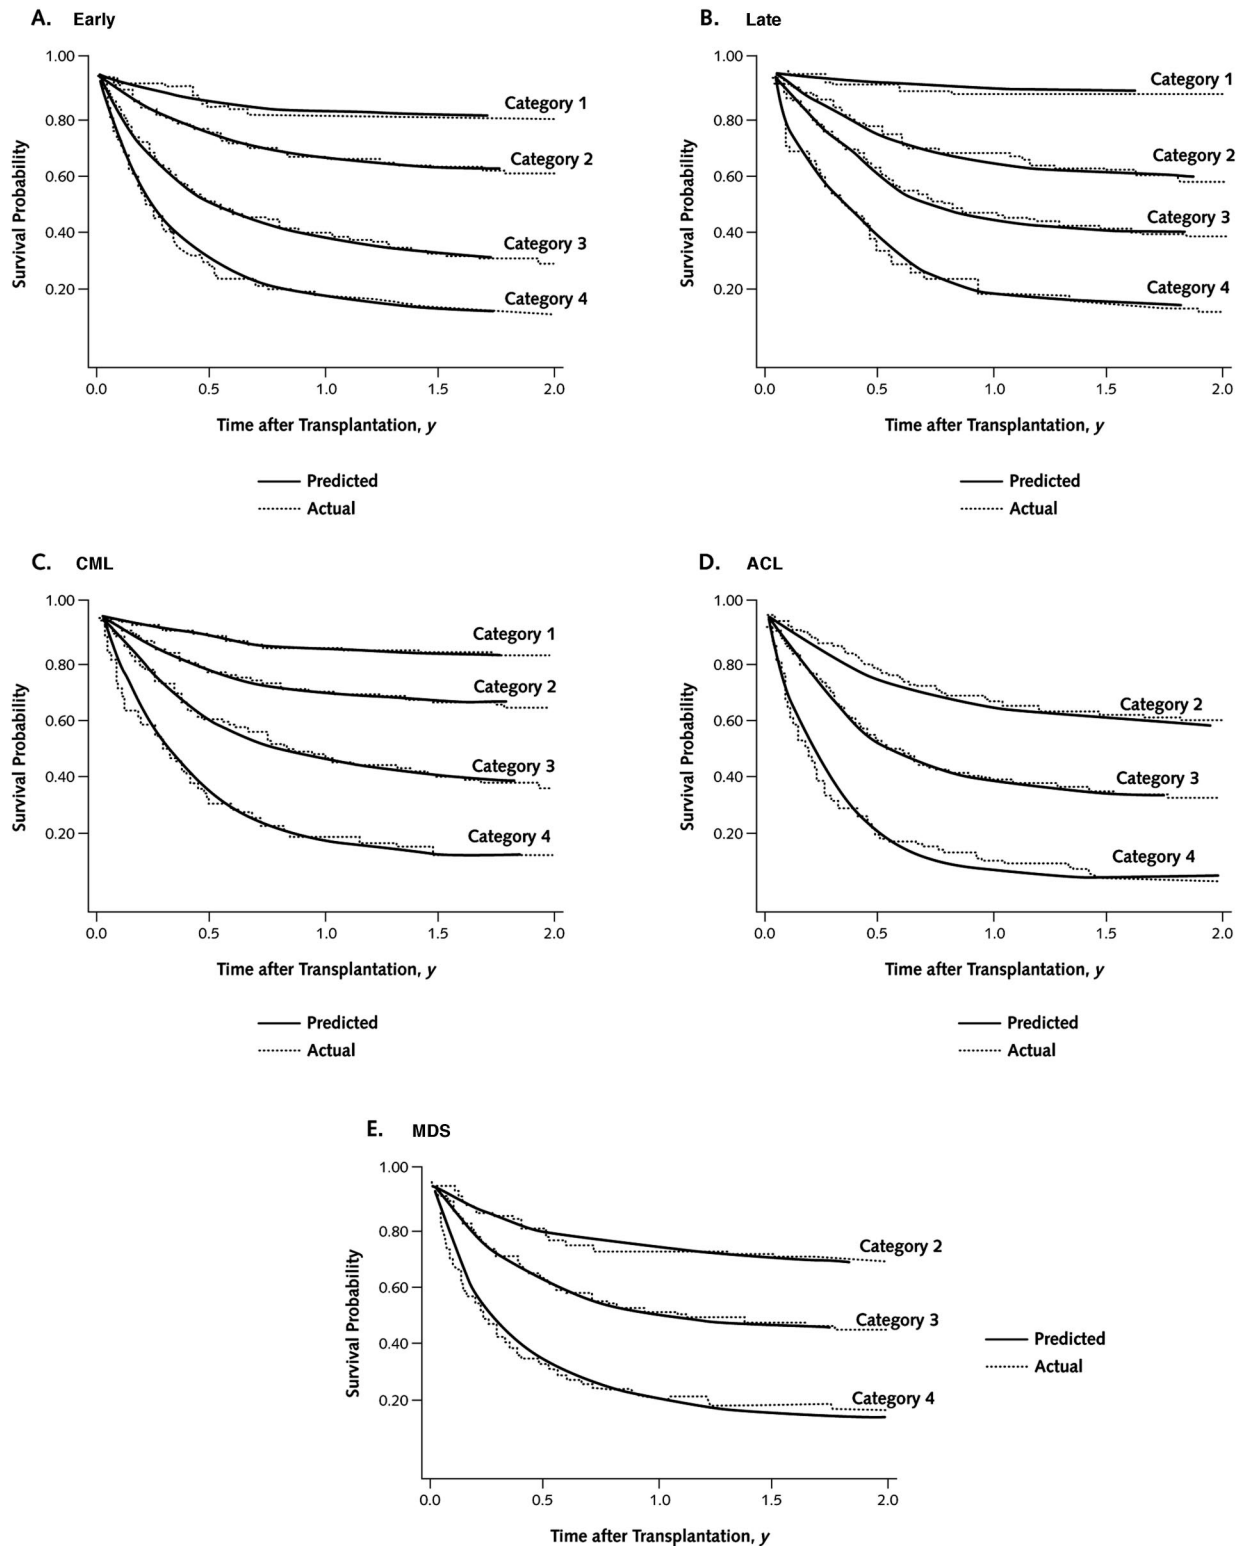 A. Early
1.00
0.80
0.60
0.40
0.20
Survival Probability
Category 1
Category 2
Category 3
Category 4
0.0 0.5 1.0 1.5 2.0
Time after Transplantation, y
Predicted
Actual
B. Late
1.00
0.80
0.60
0.40
0.20
Survival Probability
Category 1
Category 2
Category 3
Category 4
0.0 0.5 1.0 1.5 2.0
Time after Transplantation, y
Predicted
Actual
C. CML
1.00
0.80
0.60
0.40
0.20
Survival Probability
Category 1
Category 2
Category 3
Category 4
0.0 0.5 1.0 1.5 2.0
Time after Transplantation, y
Predicted
Actual
D. ACL
1.00
0.80
0.60
0.40
0.20
Survival Probability
Category 2
Category 3
Category 4
0.0 0.5 1.0 1.5 2.0
Time after Transplantation, y
Predicted
Actual
E. MDS
1.00
0.80
0.60
0.40
0.20
Survival Probability
Category 2
Category 3
Category 4
0.0 0.5 1.0 1.5 2.0
Time after Transplantation, y
Predicted
Actual